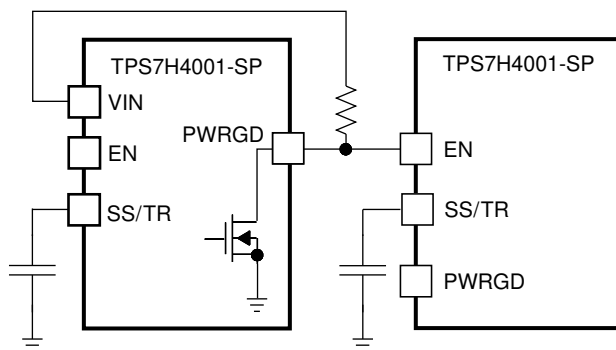 TPS7H4001-SP
VIN
PWRGD
EN
SS/TR
TPS7H4001-SP
EN
SS/TR
PWRGD